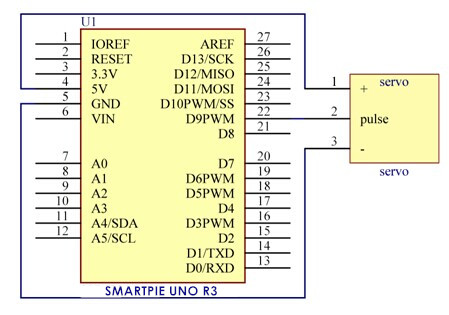 U1
1 IOREF AREF 27
2 RESET D13/SCK 26
3 3.3V D12/MISO 25
4 5V D11/MOSI 24
5 GND D10PWM/SS 23
6 VIN D9PWM 22
D8 21
7 A0 D7 20
8 A1 D6PWM 19
9 A2 D5PWM 18
10 A3 D4 17
11 A4/SDA D3PWM 16
12 A5/SCL D2 15
D1/TXD 14
D0/RXD 13
SMARTPIE UNO R3
1 + servo
2 pulse
3 -
servo